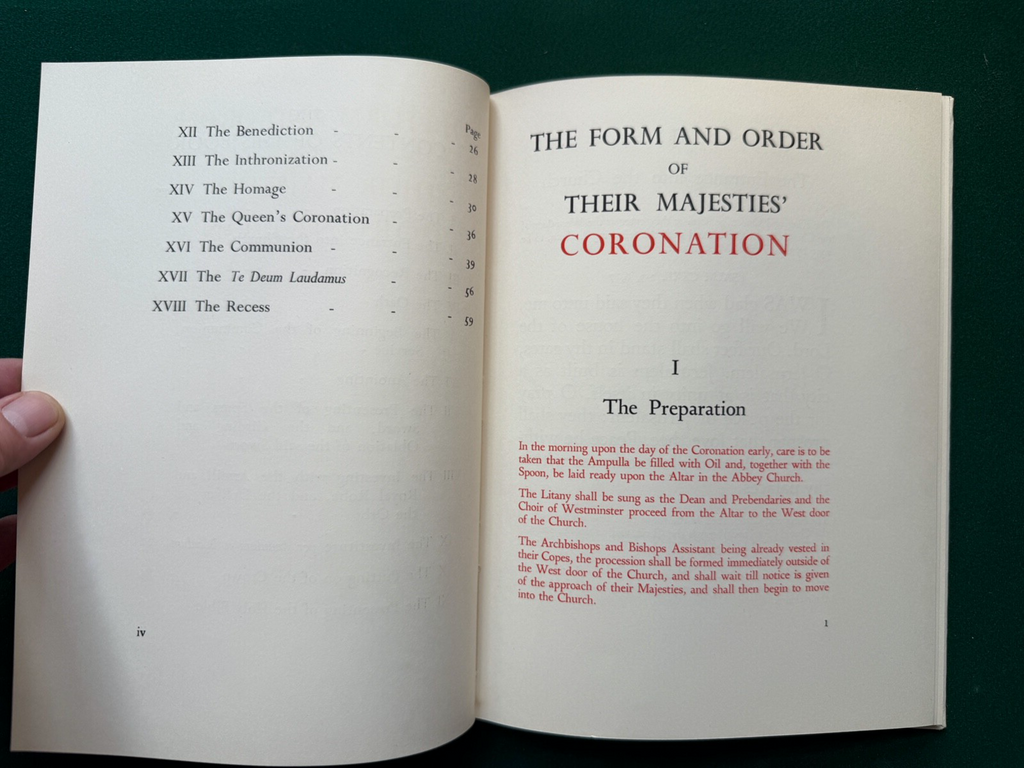 Page
XII The Benediction - - - 26
XIII The Inthronization - - - 28
XIV The Homage - - - 30
XV The Queen's Coronation - - 36
XVI The Communion - - - 39
XVII The Te Deum Laudamus - - 56
XVIII The Recess - - - 59
iv
THE FORM AND ORDER
OF
THEIR MAJESTIES'
CORONATION
I
The Preparation
In the morning upon the day of the Coronation early, care is to be
taken that the Ampulla be filled with Oil and, together with the
Spoon, be laid ready upon the Altar in the Abbey Church.
The Litany shall be sung as the Dean and Prebendaries and the
Choir of Westminster proceed from the Altar to the West door
of the Church.
The Archbishops and Bishops Assistant being already vested in
their Copes, the procession shall be formed immediately outside of
the West door of the Church, and shall wait till notice is given
of the approach of their Majesties, and shall then begin to move
into the Church.
1